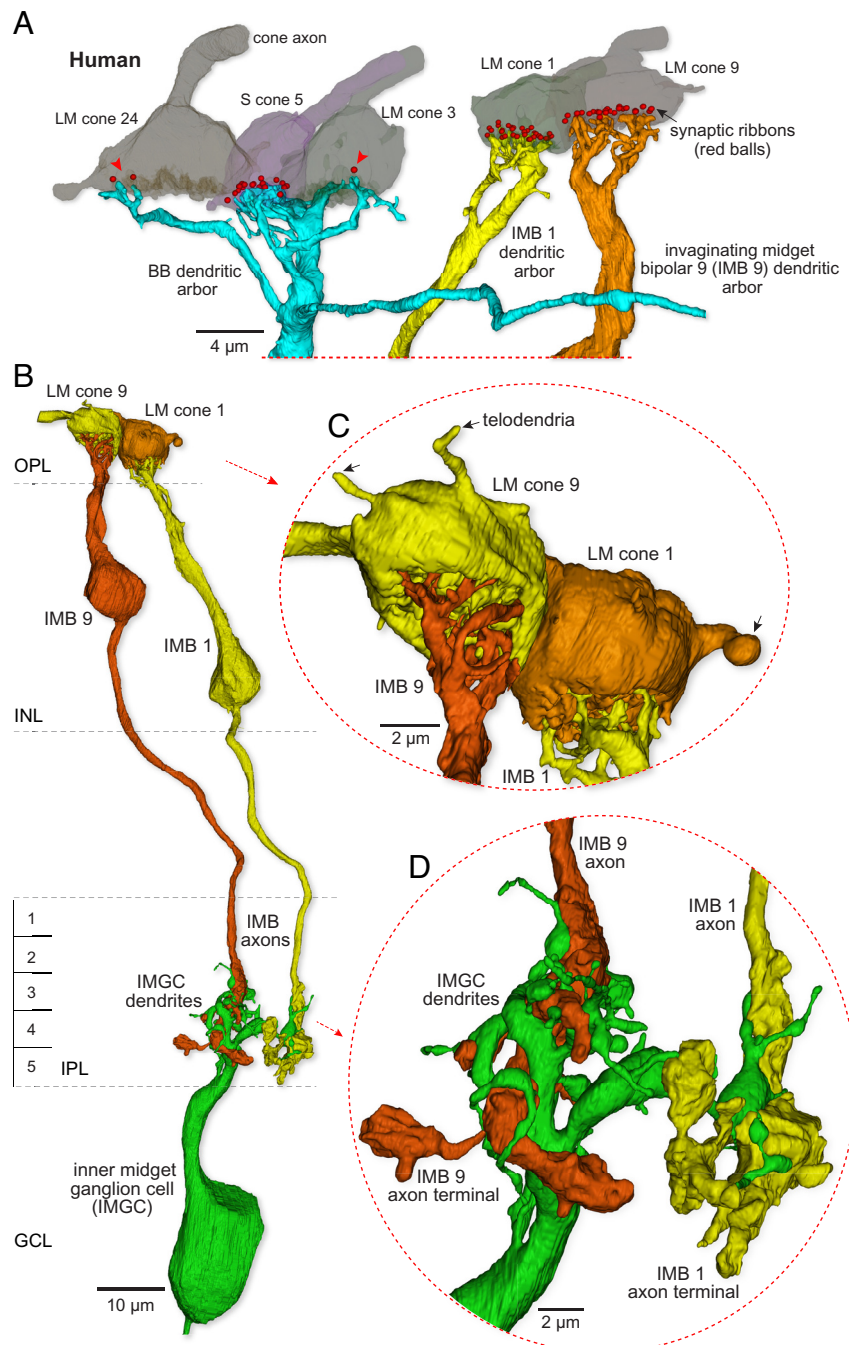 A
Human
cone axon
LM cone 24
S cone 5
LM cone 3
LM cone 1
LM cone 9
synaptic ribbons
(red balls)
BB dendritic
arbor
IMB 1
dendritic
arbor
invaginating midget
bipolar 9 (IMB 9) dendritic
arbor
4 µm
B
LM cone 9
LM cone 1
OPL
IMB 9
IMB 1
INL
1
2
3
4
5
IPL
IMB
axons
IMGC
dendrites
inner midget
ganglion cell
(IMGC)
GCL
10 µm
C
telodendria
LM cone 9
LM cone 1
IMB 9
2 µm
IMB 1
D
IMB 9
axon
IMB 1
axon
IMGC
dendrites
IMB 9
axon terminal
IMB 1
axon terminal
2 µm